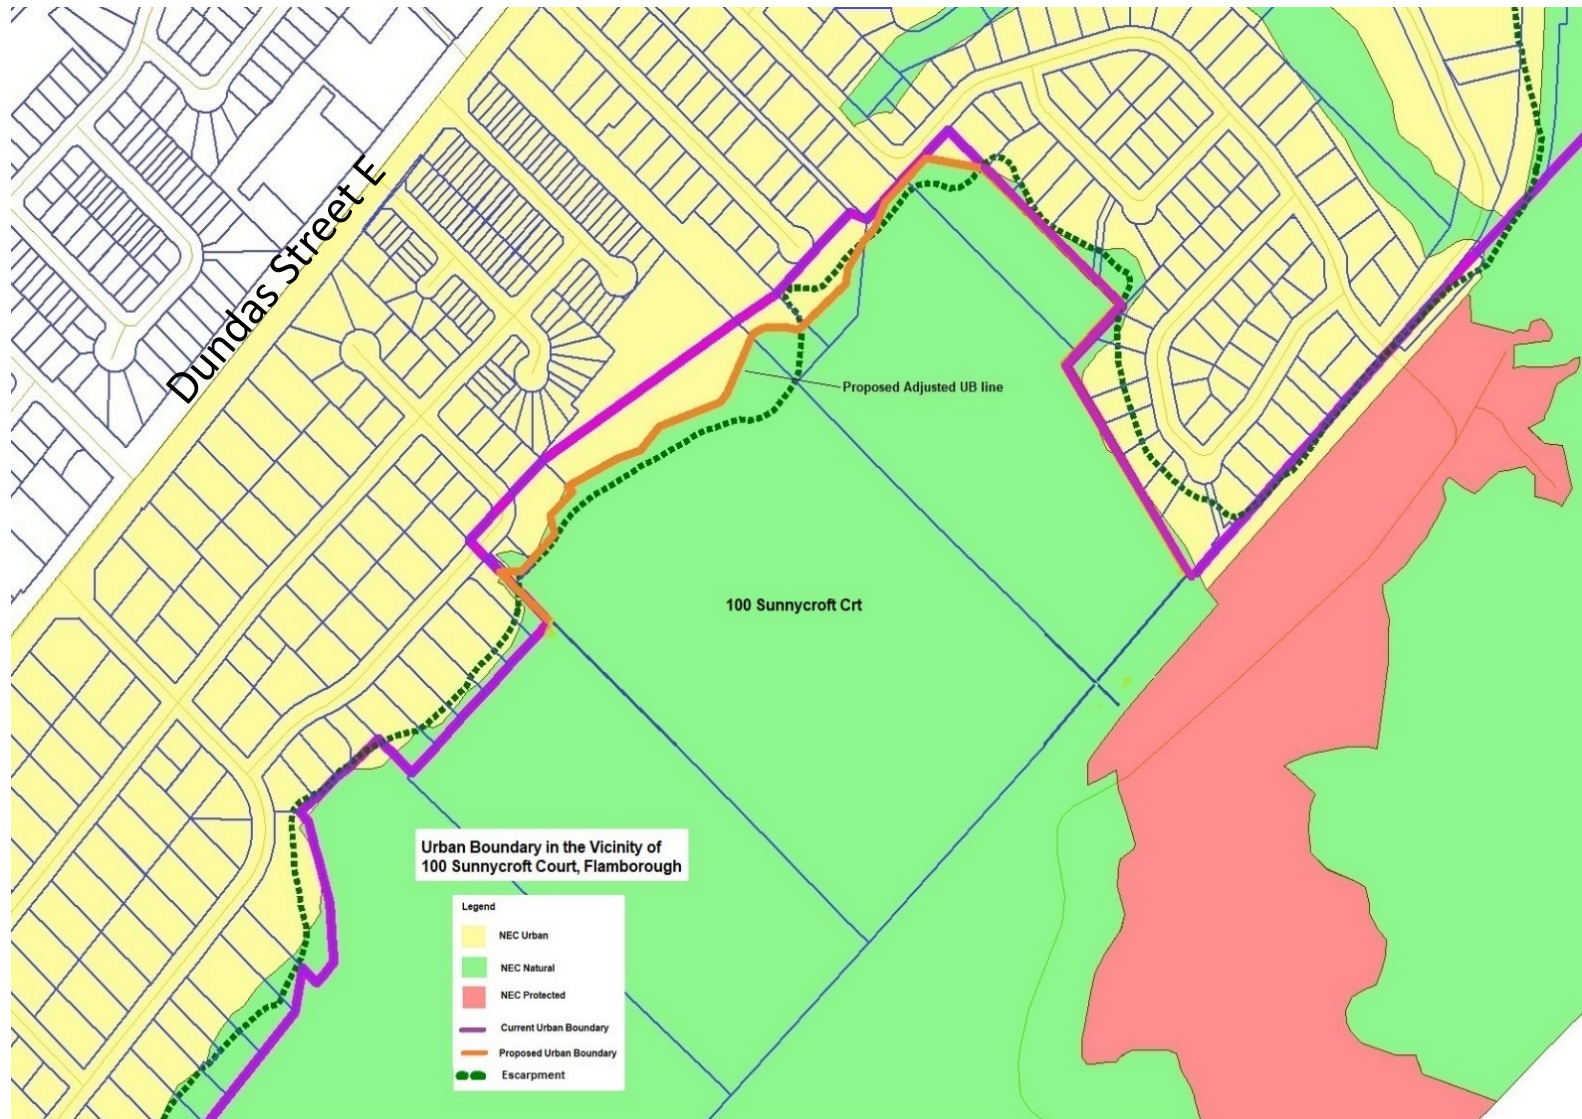 Dundas Street E
Proposed Adjusted UB line
100 Sunnycroft Crt
Urban Boundary in the Vicinity of
100 Sunnycroft Court, Flamborough
Legend
NEC Urban
NEC Natural
NEC Protected
Current Urban Boundary
Proposed Urban Boundary
Escarpment